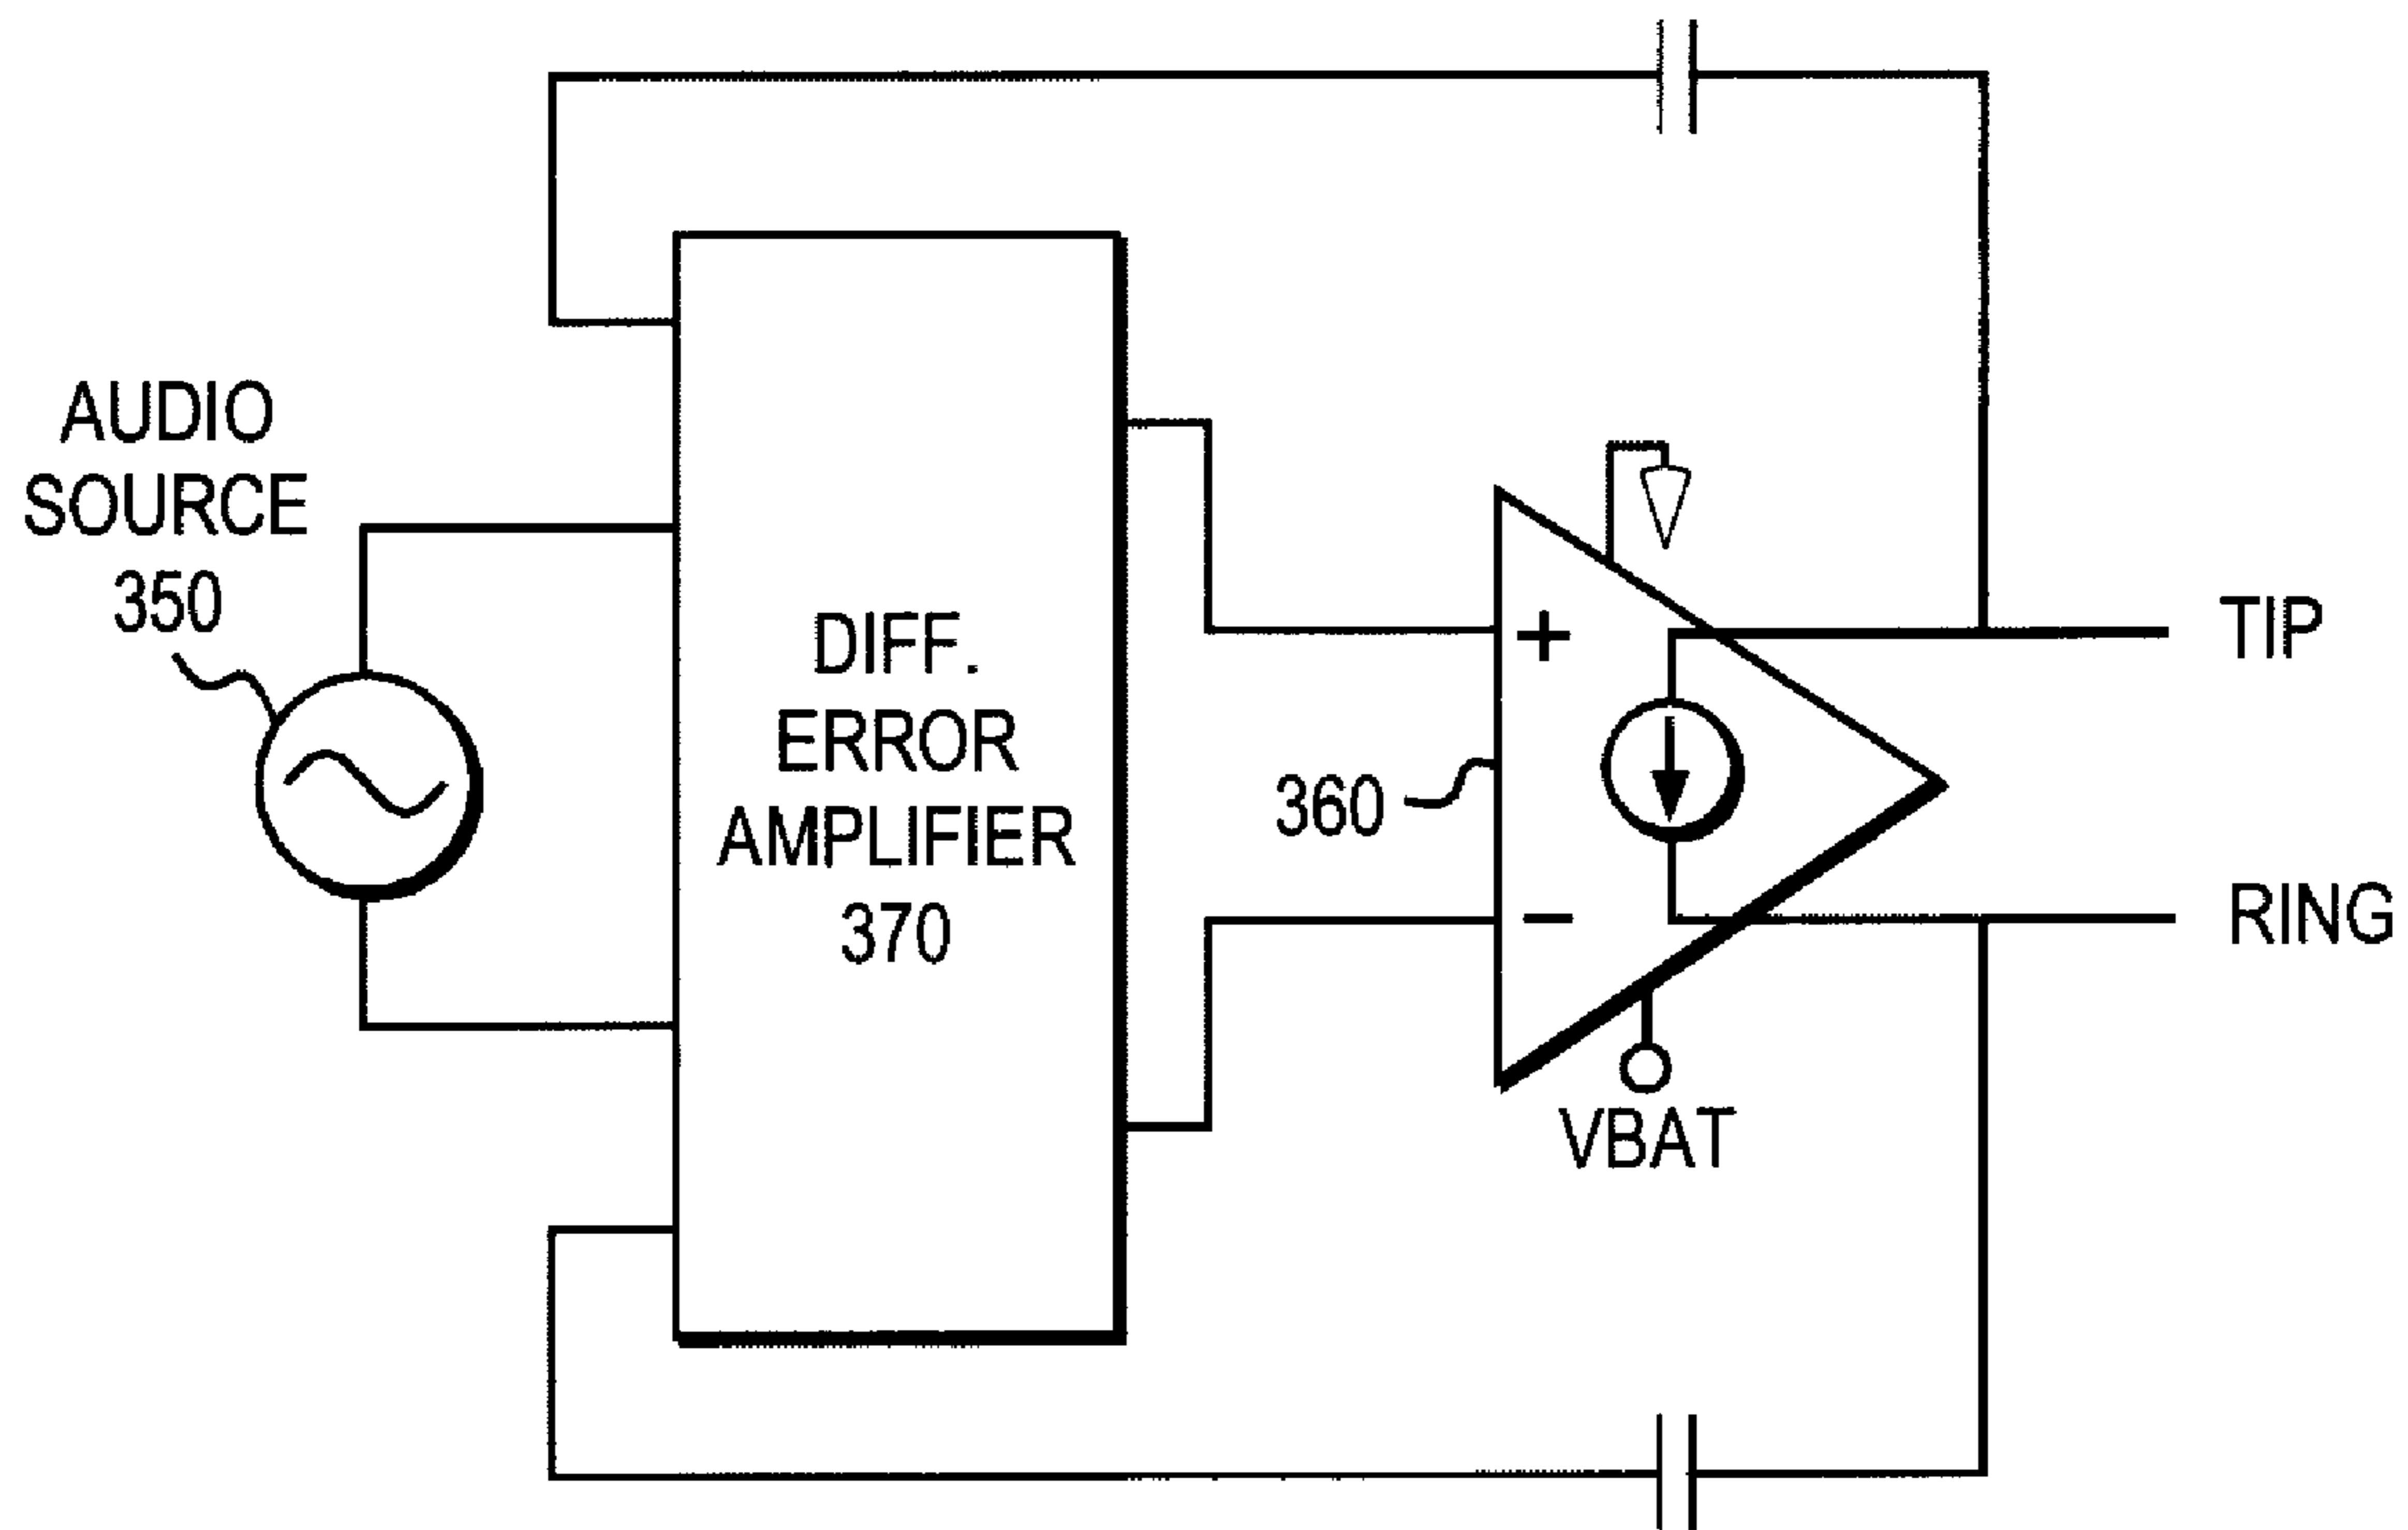 AUDIO
SOURCE
350
DIFF.
ERROR
AMPLIFIER
370
+
−
360
TIP
RING
VBAT